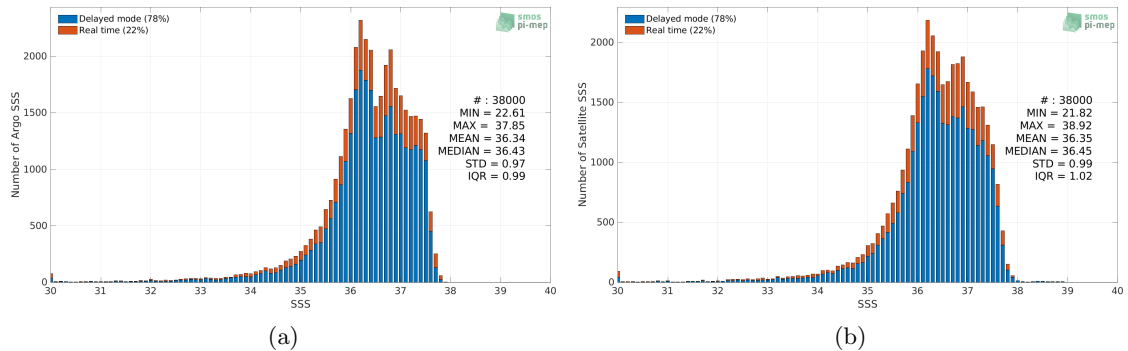 Delayed mode (78%)
Real time (22%)
smos
pi-mep
Number of Argo SSS
2000
1500
1000
500
0
# : 38000
MIN = 22.61
MAX = 37.85
MEAN = 36.34
MEDIAN = 36.43
STD = 0.97
IQR = 0.99
30 31 32 33 34 35 36 37 38 39 40
SSS
(a)
Delayed mode (78%)
Real time (22%)
smos
pi-mep
Number of Satellite SSS
2000
1500
1000
500
0
# : 38000
MIN = 21.82
MAX = 38.92
MEAN = 36.35
MEDIAN = 36.45
STD = 0.99
IQR = 1.02
30 31 32 33 34 35 36 37 38 39 40
SSS
(b)